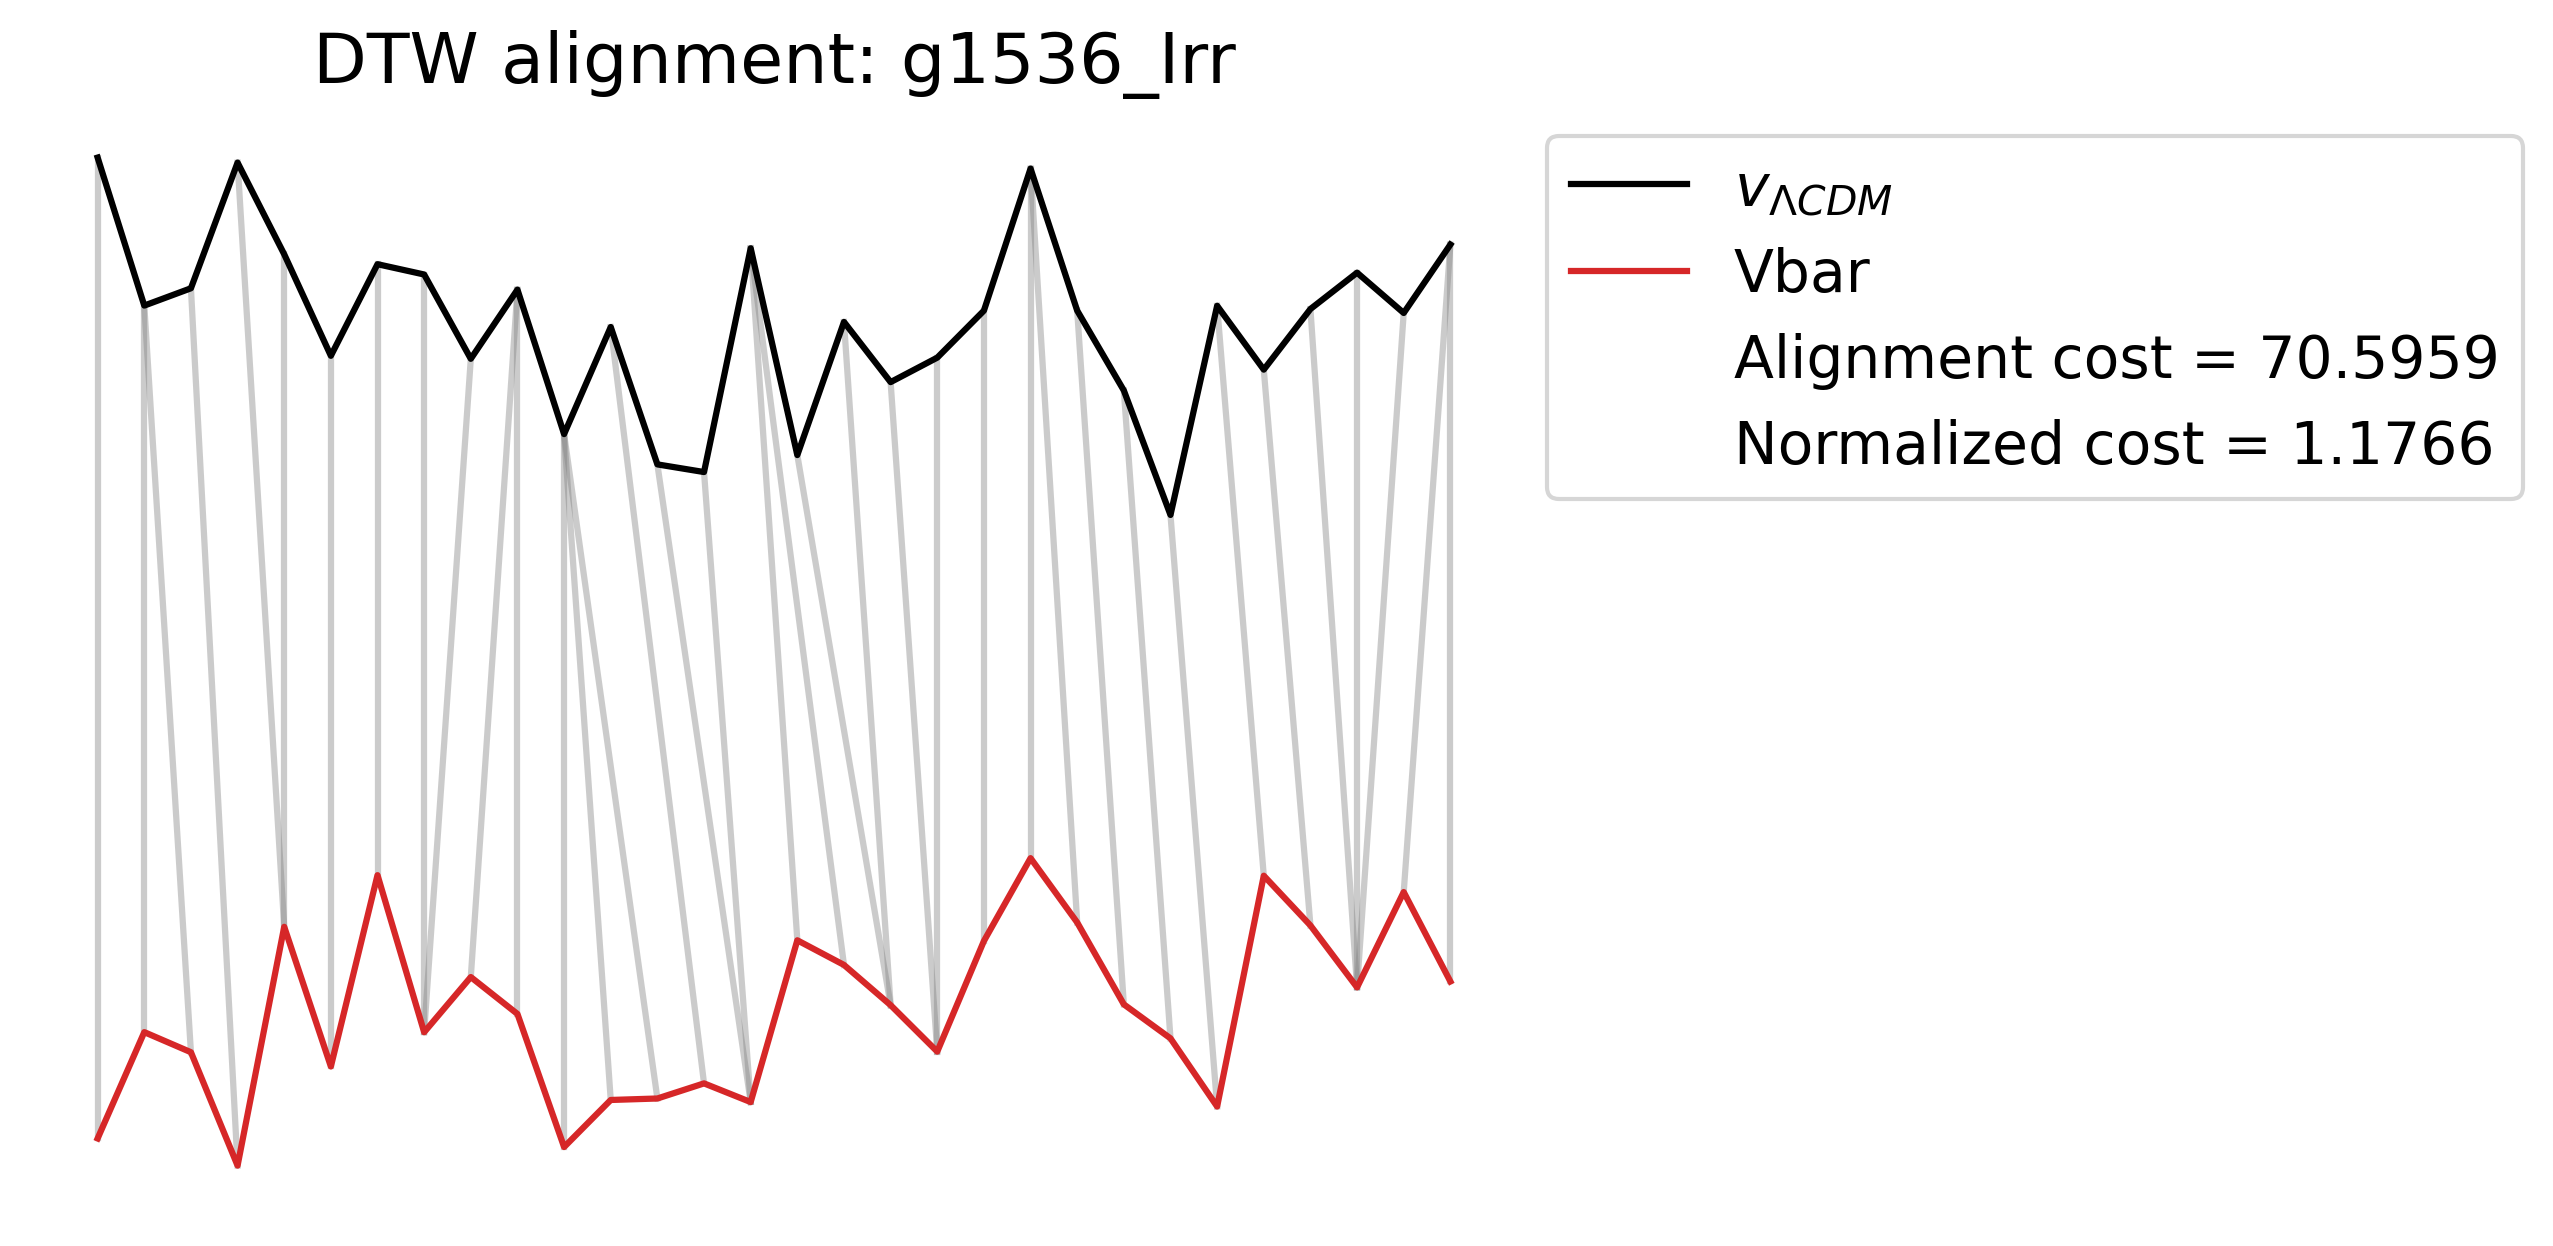 DTW alignment: g1536_Irr
v_ΛCDM
Vbar
Alignment cost = 70.5959
Normalized cost = 1.1766